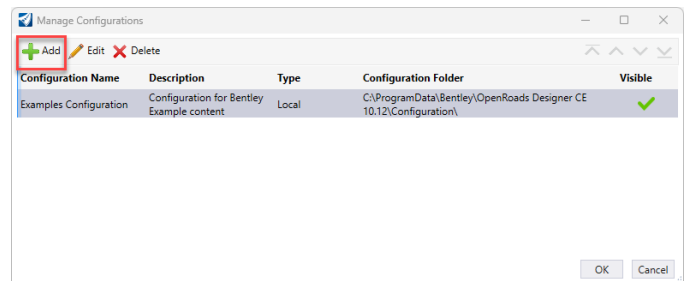 Manage Configurations
Add Edit Delete
Configuration Name Description Type Configuration Folder Visible
Examples Configuration Configuration for Bentley Local C:\ProgramData\Bentley\OpenRoads Designer CE
Example content 10.12\Configuration\
OK Cancel